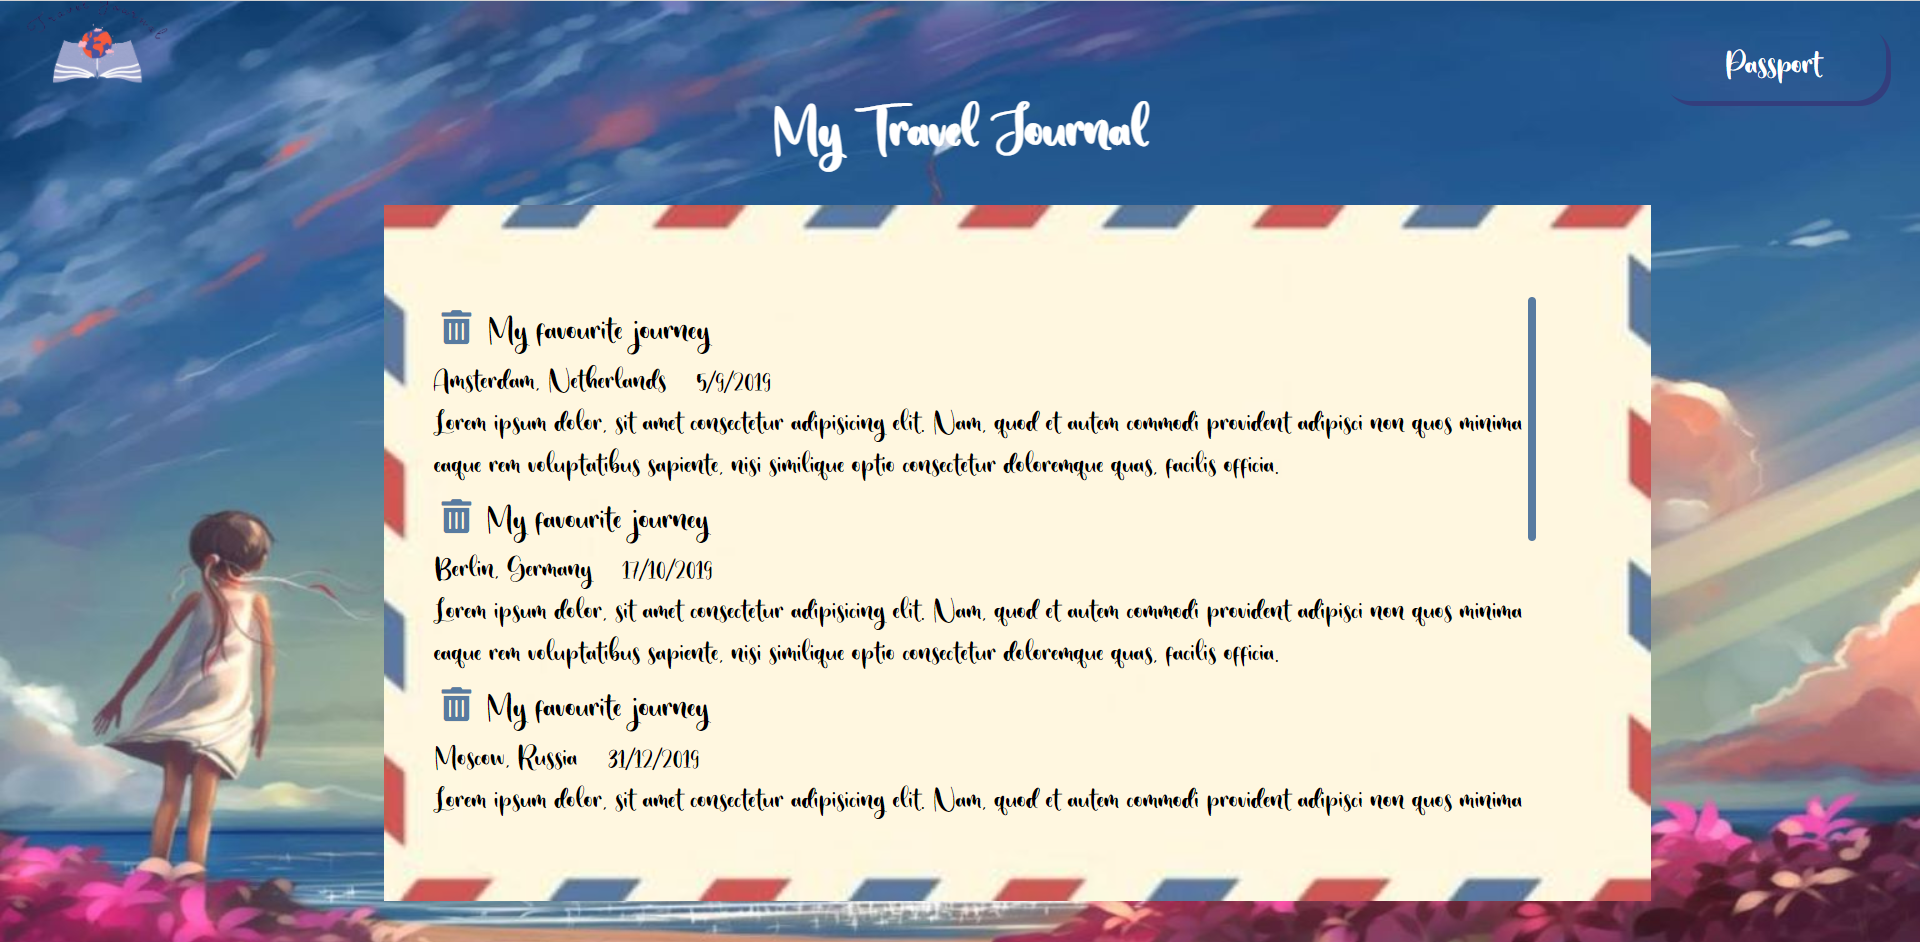 Passport
My Travel Journal
My favourite journey
Amsterdam, Netherlands 5/9/2019
Lorem ipsum dolor, sit amet consectetur adipisicing elit. Nam, quod et autem commodi provident adipisci non quos minima
eaque rem voluptatibus sapiente, nisi similique optio consectetur doloremque quas, facilis officia.
My favourite journey
Berlin, Germany 17/10/2019
Lorem ipsum dolor, sit amet consectetur adipisicing elit. Nam, quod et autem commodi provident adipisci non quos minima
eaque rem voluptatibus sapiente, nisi similique optio consectetur doloremque quas, facilis officia.
My favourite journey
Moscow, Russia 31/12/2019
Lorem ipsum dolor, sit amet consectetur adipisicing elit. Nam, quod et autem commodi provident adipisci non quos minima